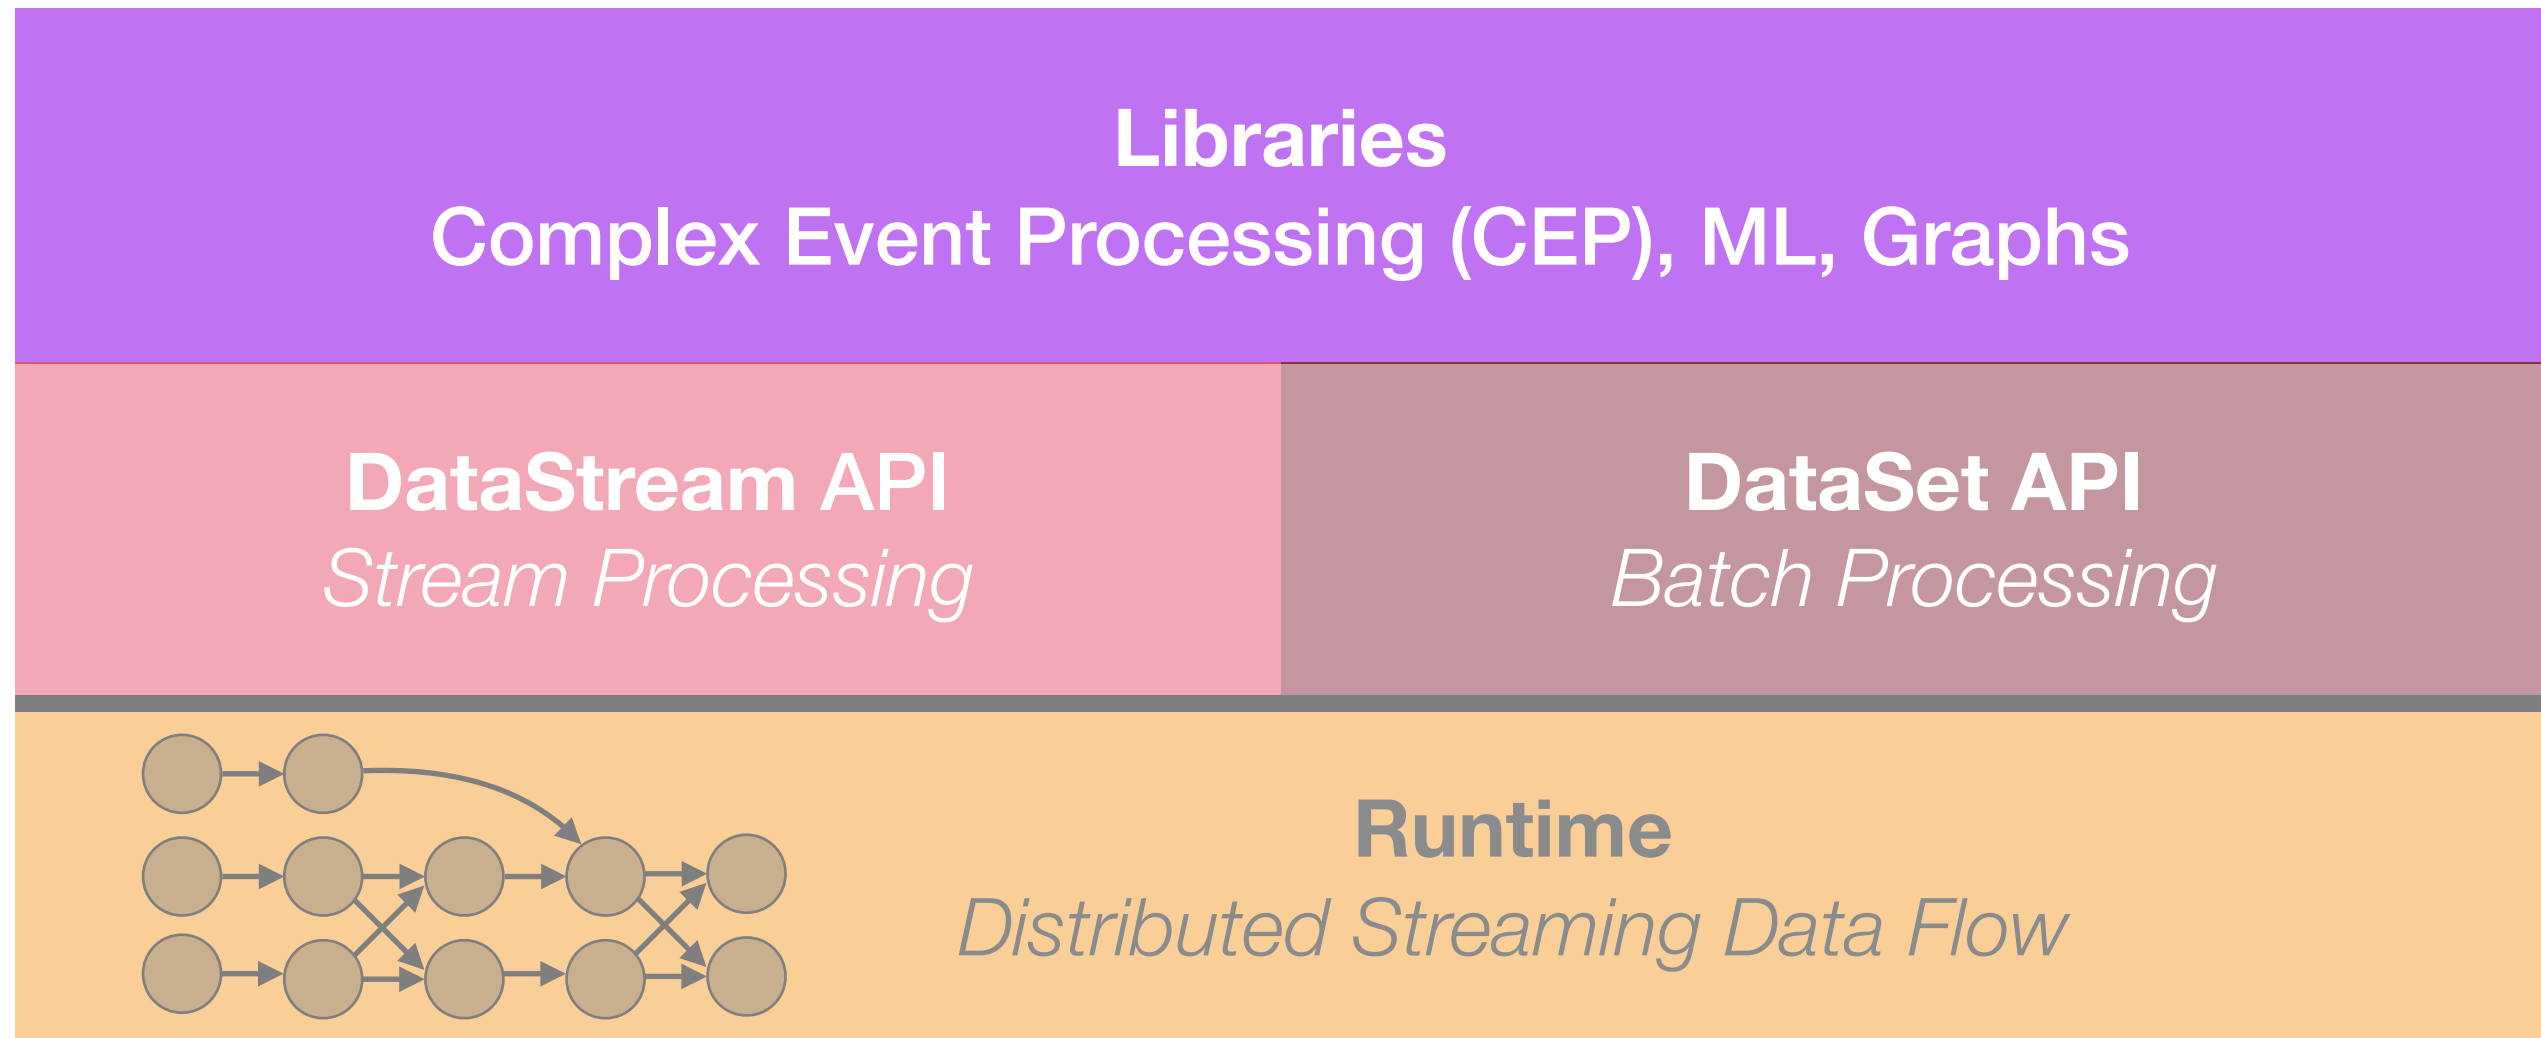 Libraries
Complex Event Processing (CEP), ML, Graphs
DataStream API
Stream Processing
DataSet API
Batch Processing
Runtime
Distributed Streaming Data Flow